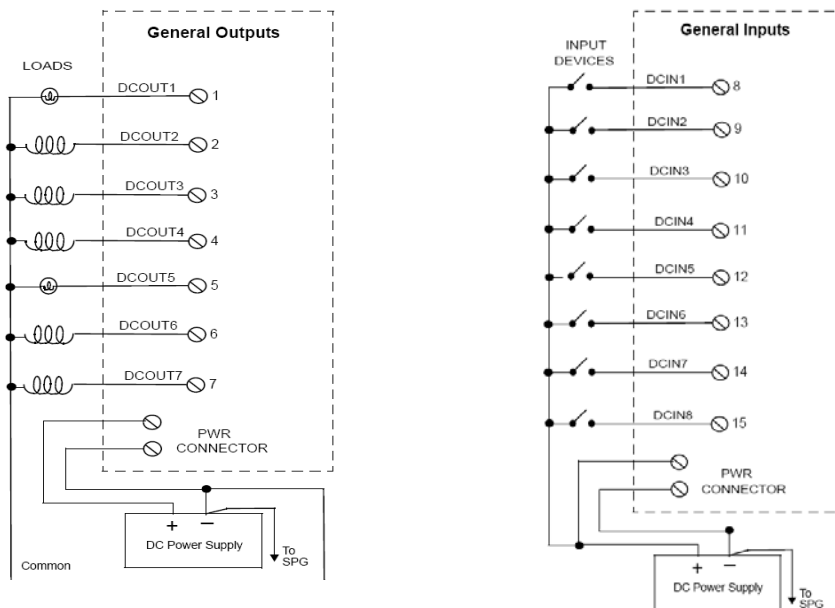 General Outputs
LOADS
DCOUT1
1
DCOUT2
2
DCOUT3
3
DCOUT4
4
DCOUT5
5
DCOUT6
6
DCOUT7
7
PWR
CONNECTOR
+ −
DC Power Supply
To
SPG
Common
General Inputs
INPUT
DEVICES
DCIN1
8
DCIN2
9
DCIN3
10
DCIN4
11
DCIN5
12
DCIN6
13
DCIN7
14
DCIN8
15
PWR
CONNECTOR
+ −
DC Power Supply
To
SPG